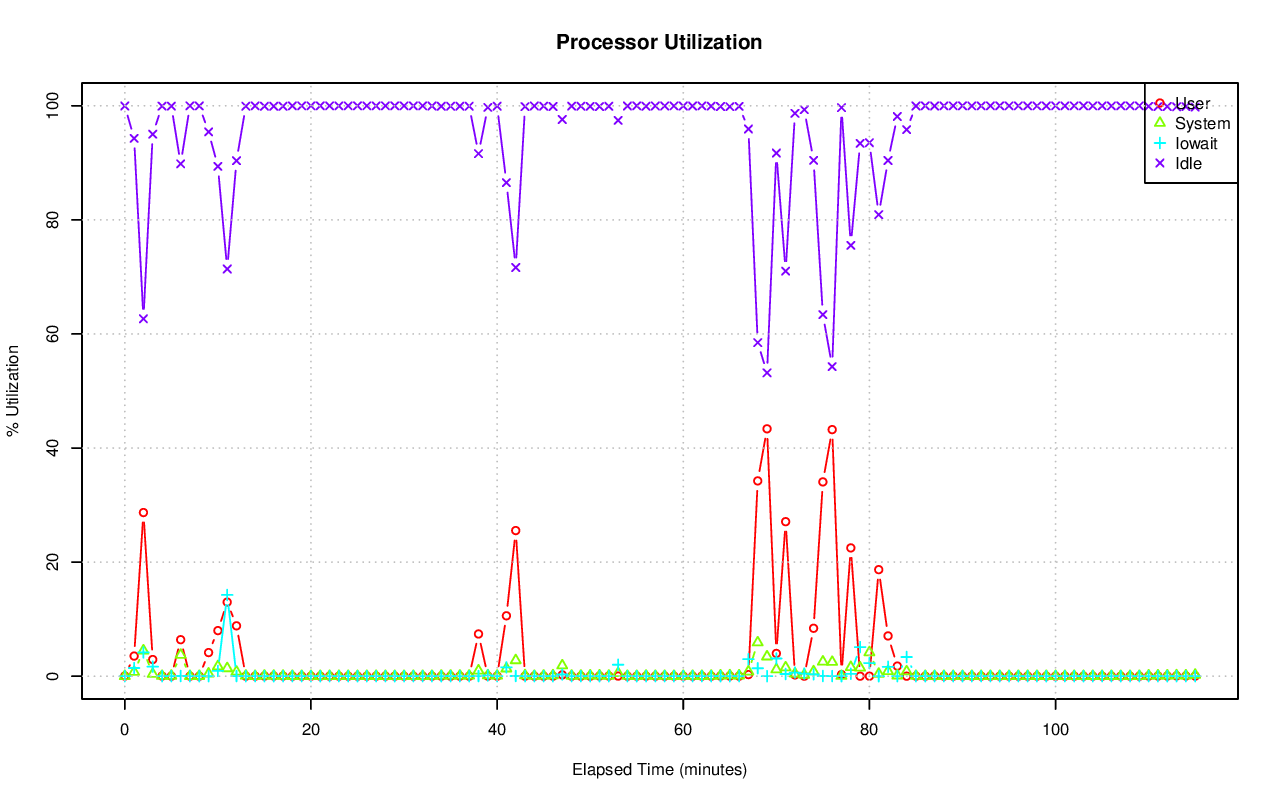 Processor Utilization
% Utilization
100
80
60
40
20
0
User
System
Iowait
Idle
0 20 40 60 80 100
Elapsed Time (minutes)